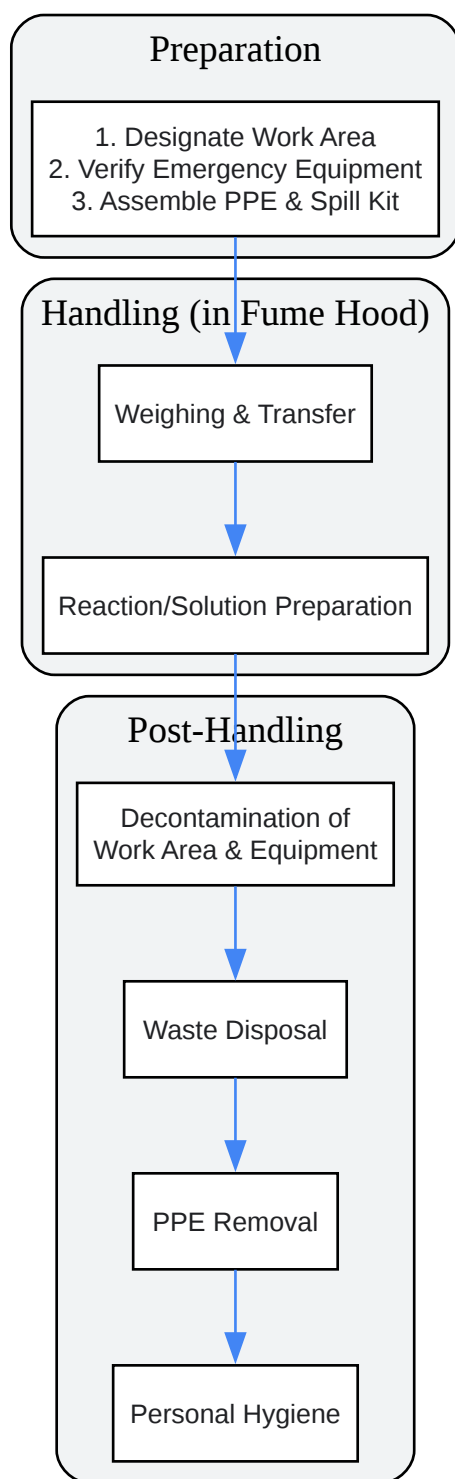 Preparation
1. Designate Work Area
2. Verify Emergency Equipment
3. Assemble PPE & Spill Kit
Handling (in Fume Hood)
Weighing & Transfer
Reaction/Solution Preparation
Post-Handling
Decontamination of
Work Area & Equipment
Waste Disposal
PPE Removal
Personal Hygiene